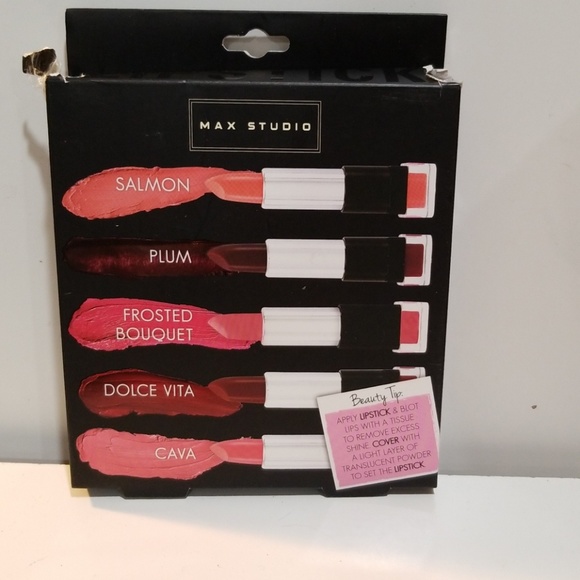 MAX STUDIO
SALMON
PLUM
FROSTED
BOUQUET
DOLCE VITA
CAVA
Beauty Tip:
APPLY LIPSTICK & BLOT
LIPS WITH A TISSUE
TO REMOVE EXCESS
SHINE. COVER WITH
A LIGHT LAYER OF
TRANSLUCENT POWDER
TO SET THE LIPSTICK